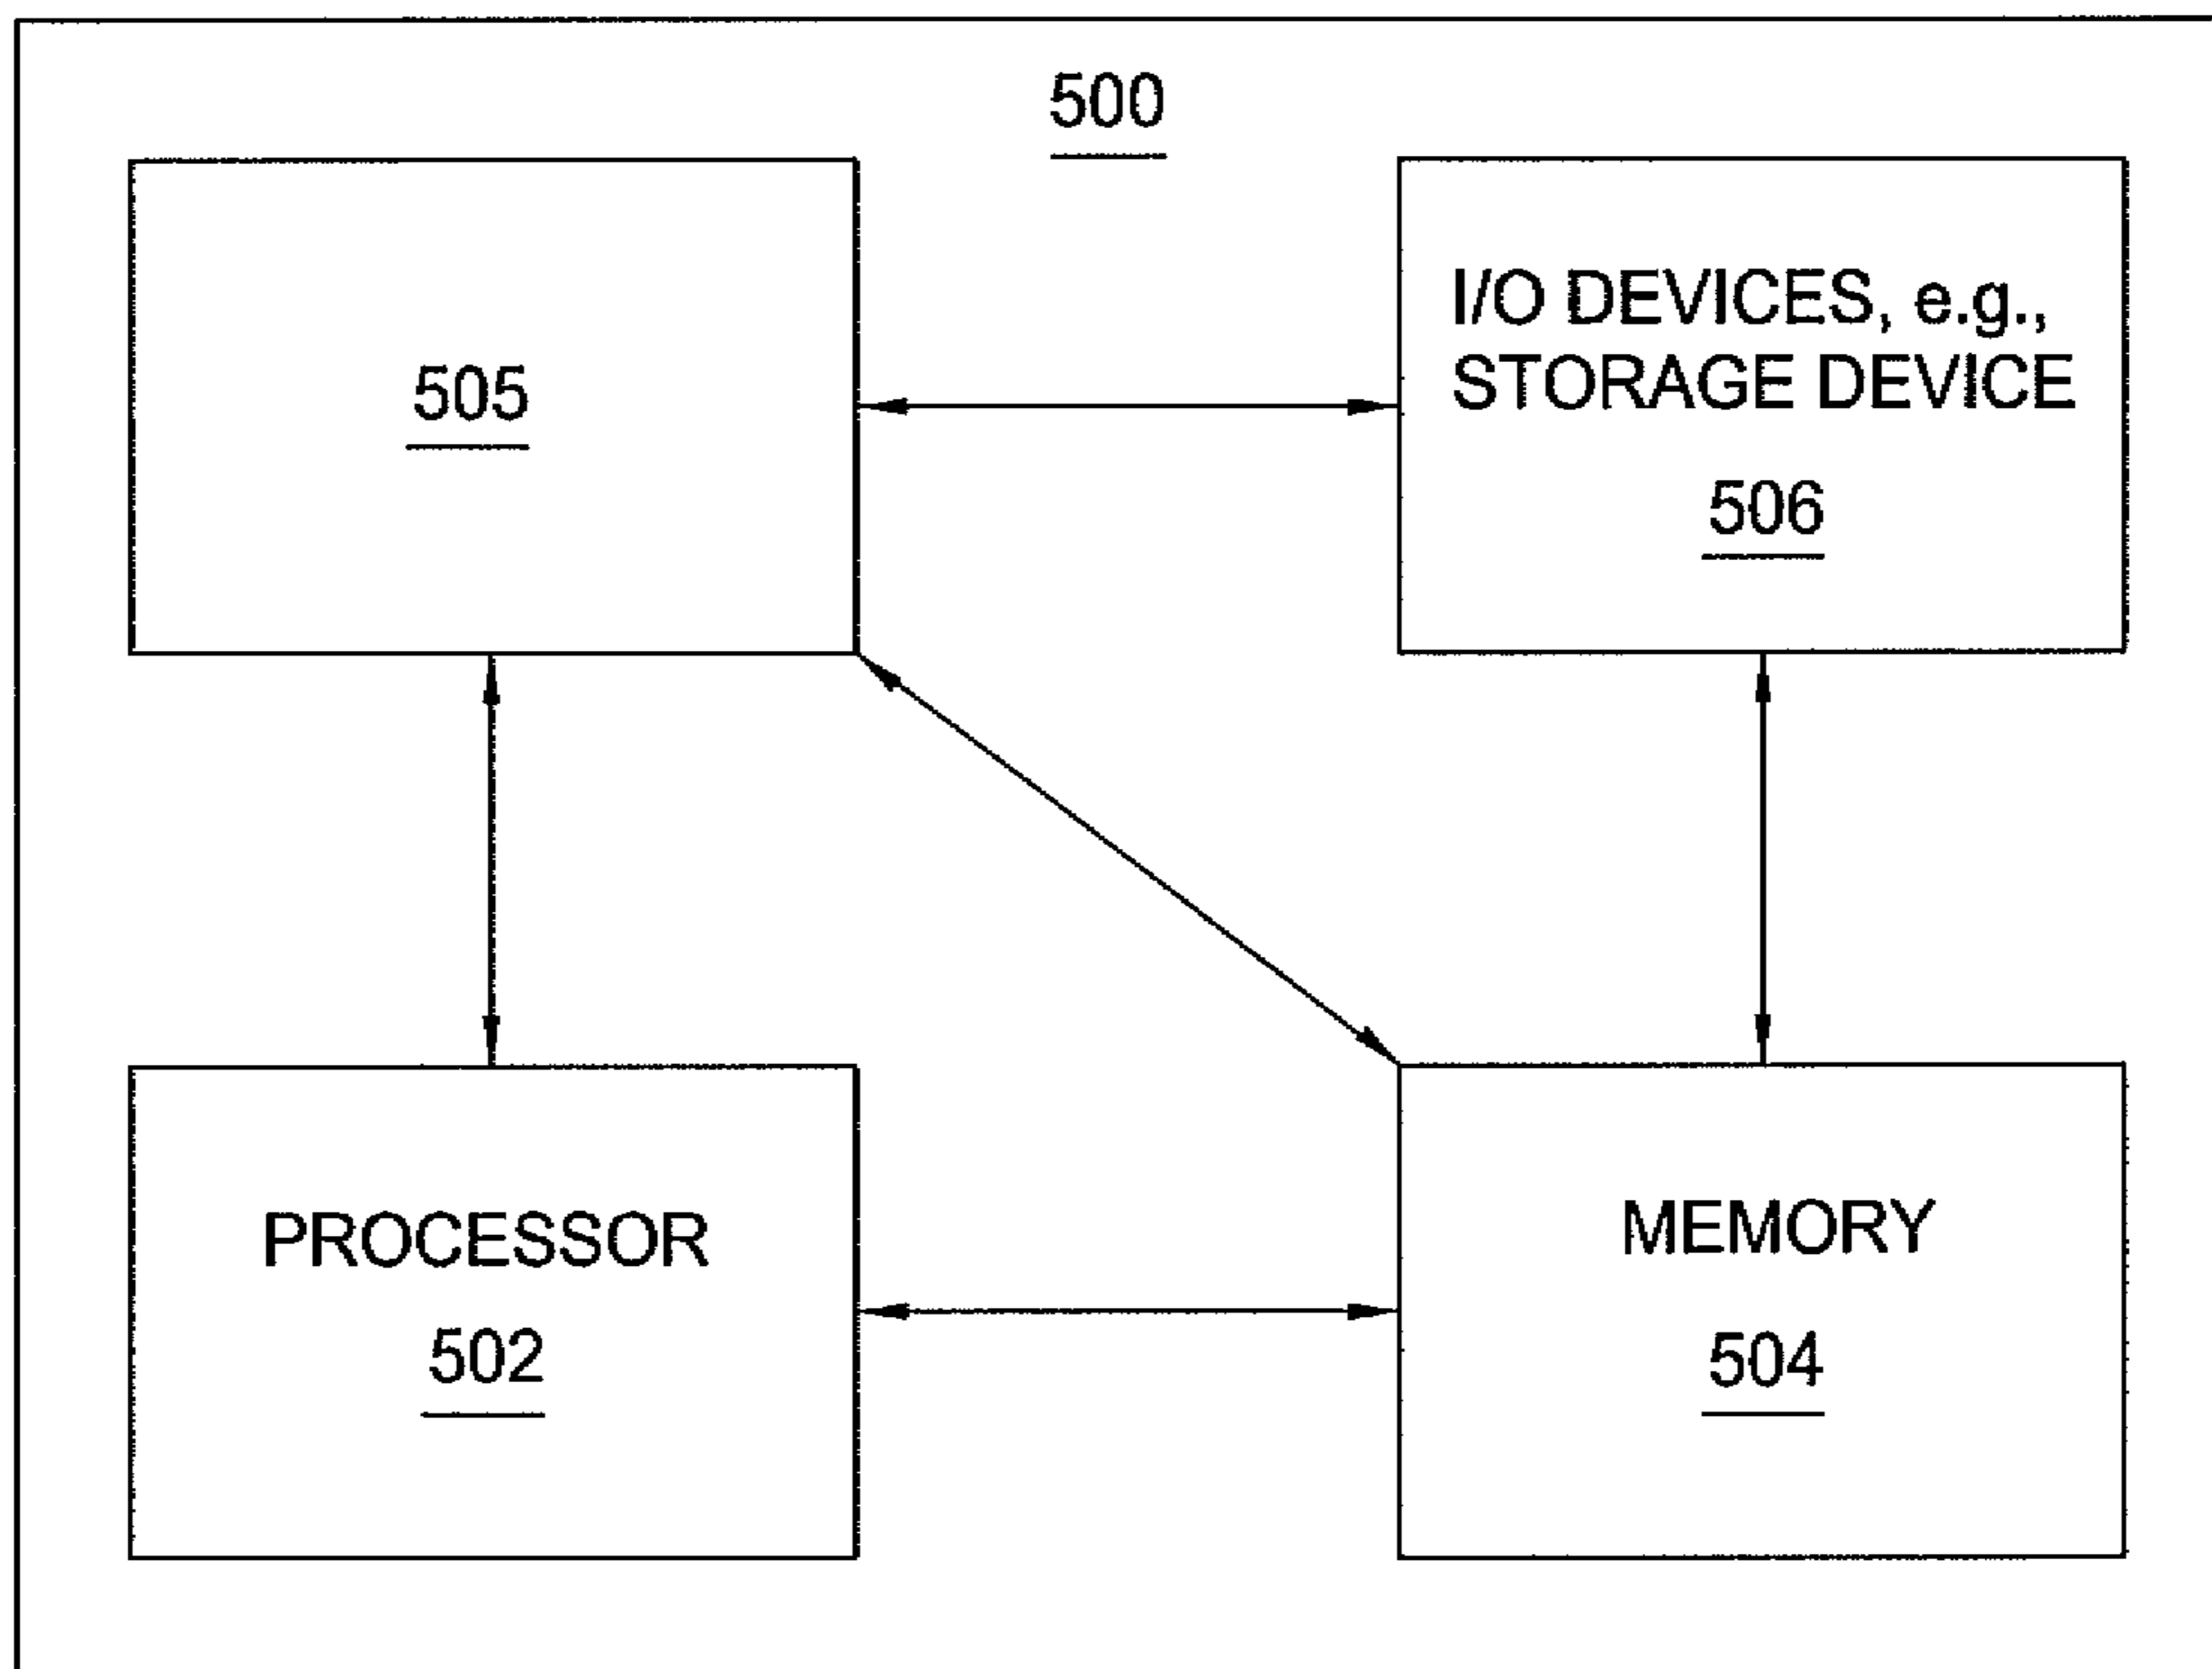 500
505
I/O DEVICES, e.g.,
STORAGE DEVICE
506
PROCESSOR
502
MEMORY
504